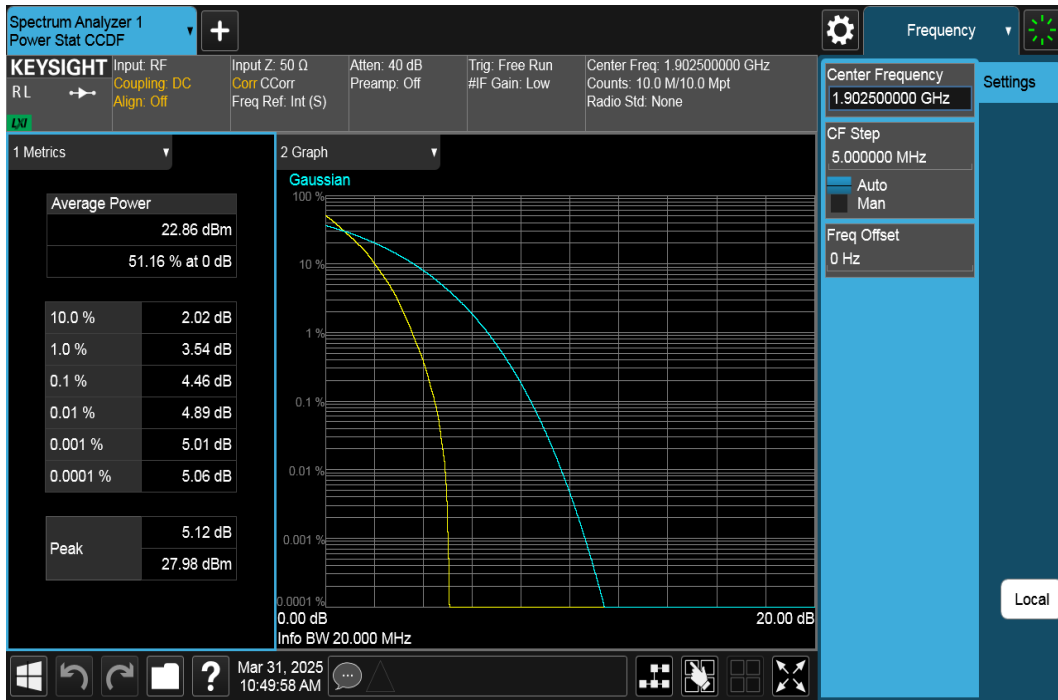 Spectrum Analyzer 1
Power Stat CCDF
Frequency
KEYSIGHT
R L
LXI
Input: RF
Coupling: DC
Align: Off
Input Z: 50 Ω
Corr CCorr
Freq Ref: Int (S)
Atten: 40 dB
Preamp: Off
Trig: Free Run
#IF Gain: Low
Center Freq: 1.902500000 GHz
Counts: 10.0 M/10.0 Mpt
Radio Std: None
Center Frequency
1.902500000 GHz
Settings
CF Step
5.000000 MHz
Auto
Man
Freq Offset
0 Hz
Local
1 Metrics
Average Power
22.86 dBm
51.16 % at 0 dB
10.0 % 2.02 dB
1.0 % 3.54 dB
0.1 % 4.46 dB
0.01 % 4.89 dB
0.001 % 5.01 dB
0.0001 % 5.06 dB
Peak
5.12 dB
27.98 dBm
2 Graph
Gaussian
100 %
10 %
1 %
0.1 %
0.01 %
0.001 %
0.0001 %
0.00 dB 20.00 dB
Info BW 20.000 MHz
?
Mar 31, 2025
10:49:58 AM